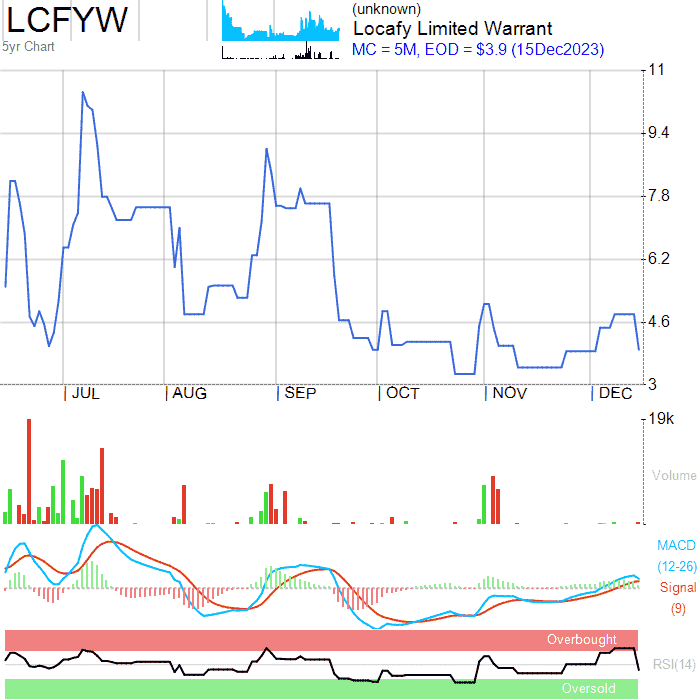 LCFYW
5yr Chart
(unknown)
Locafy Limited Warrant
MC = 5M, EOD = $3.9 (15Dec2023)
11
9.4
7.8
6.2
4.6
3
JUL AUG SEP OCT NOV DEC
19k
Volume
MACD
(12-26)
Signal
(9)
Overbought
RSI(14)
Oversold